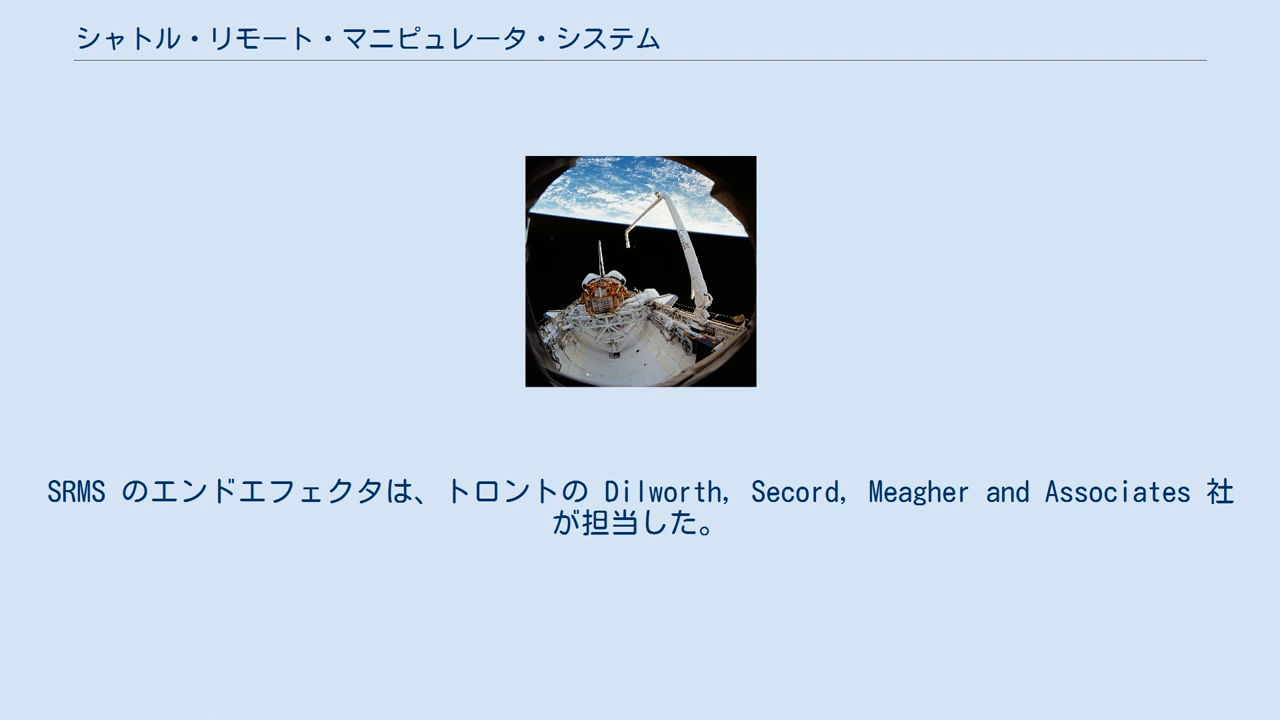 シャトル・リモート・マニピュレータ・システム
SRMS のエンドエフェクタは、トロントの Dilworth, Secord, Meagher and Associates 社
が担当した。